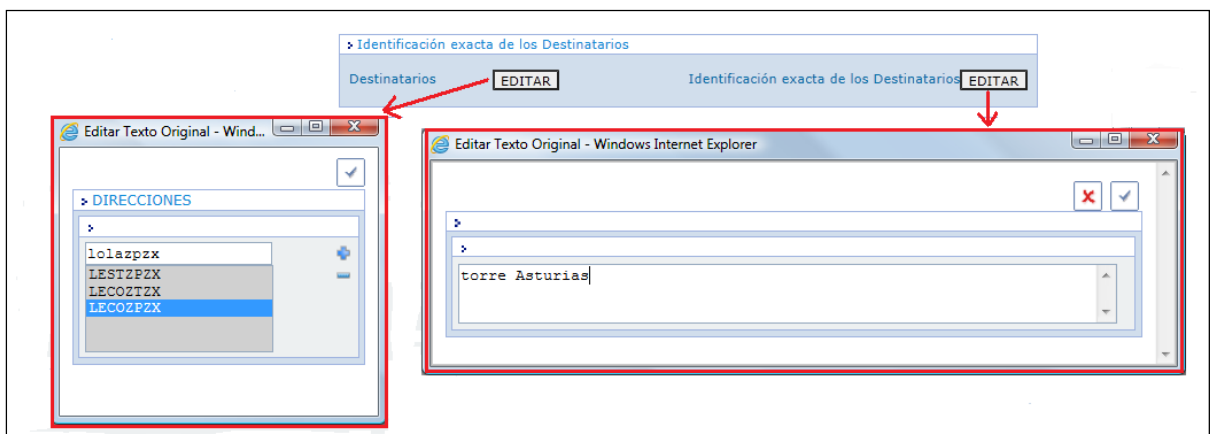 Identificación exacta de los Destinatarios
Destinatarios EDITAR Identificación exacta de los Destinatarios EDITAR
Editar Texto Original - Wind...
DIRECCIONES
lolazpzx
LESTZPZX
LECOZTZX
LECOZPZX
Editar Texto Original - Windows Internet Explorer
torre Asturias